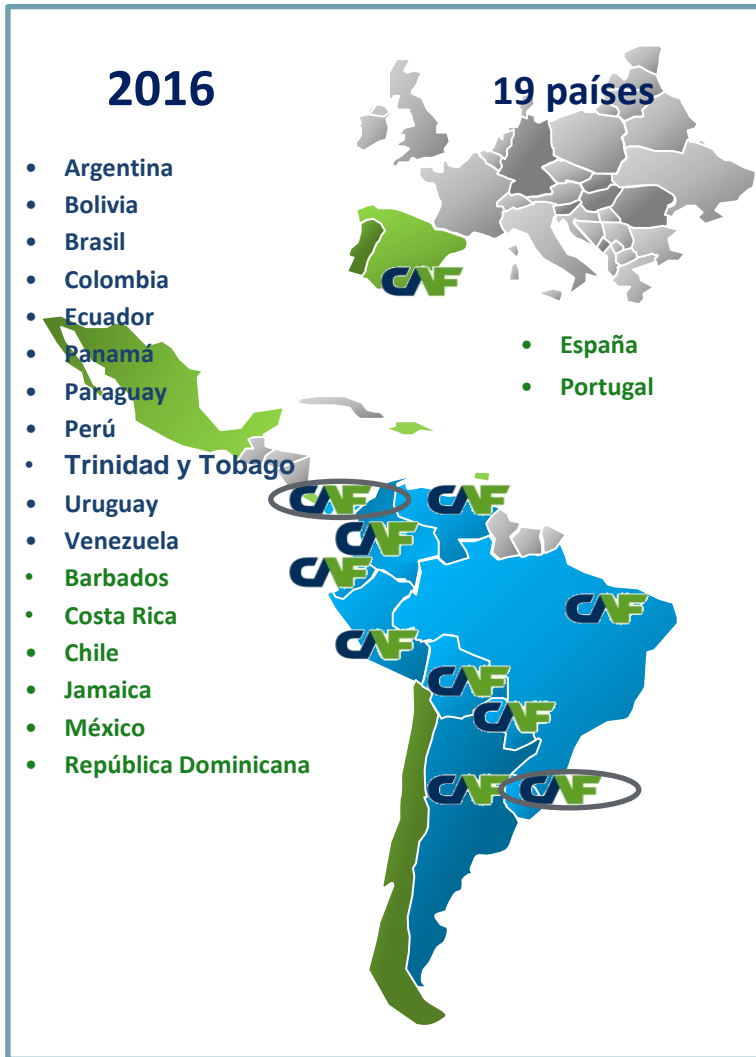 2016
19 países
• Argentina
• Bolivia
• Brasil
• Colombia
• Ecuador
• Panamá
• Paraguay
• Perú
• Trinidad y Tobago
• Uruguay
• Venezuela
• Barbados
• Costa Rica
• Chile
• Jamaica
• México
• República Dominicana
CAF
• España
• Portugal
CAF
CAF
CAF
CAF
CAF
CAF
CAF
CAF
CAF
CAF